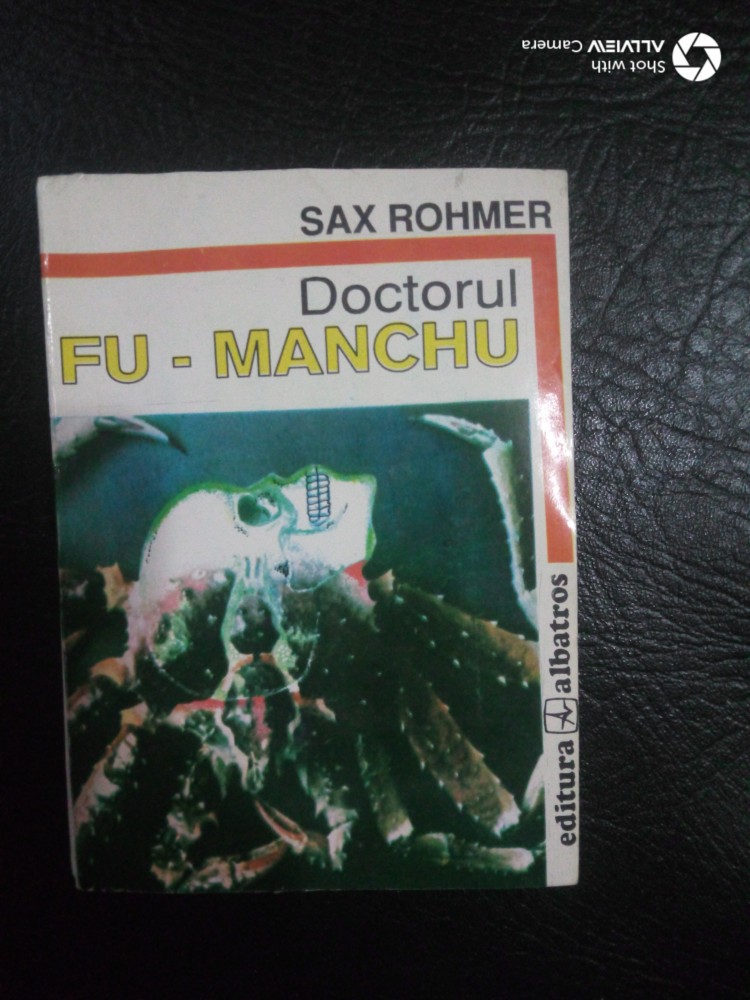 Shot with
ALLVIEW Camera
SAX ROHMER
Doctorul
FU - MANCHU
editura albatros